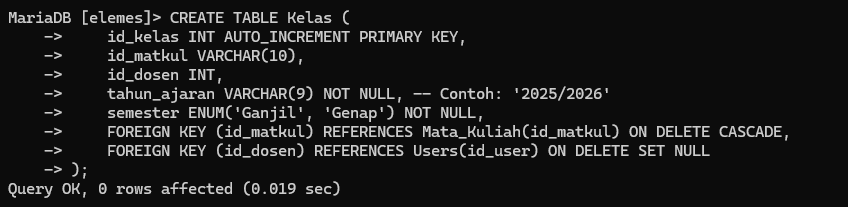 MariaDB [elemes]> CREATE TABLE Kelas (
    ->     id_kelas INT AUTO_INCREMENT PRIMARY KEY,
    ->     id_matkul VARCHAR(10),
    ->     id_dosen INT,
    ->     tahun_ajaran VARCHAR(9) NOT NULL, -- Contoh: '2025/2026'
    ->     semester ENUM('Ganjil', 'Genap') NOT NULL,
    ->     FOREIGN KEY (id_matkul) REFERENCES Mata_Kuliah(id_matkul) ON DELETE CASCADE,
    ->     FOREIGN KEY (id_dosen) REFERENCES Users(id_user) ON DELETE SET NULL
    -> );
Query OK, 0 rows affected (0.019 sec)